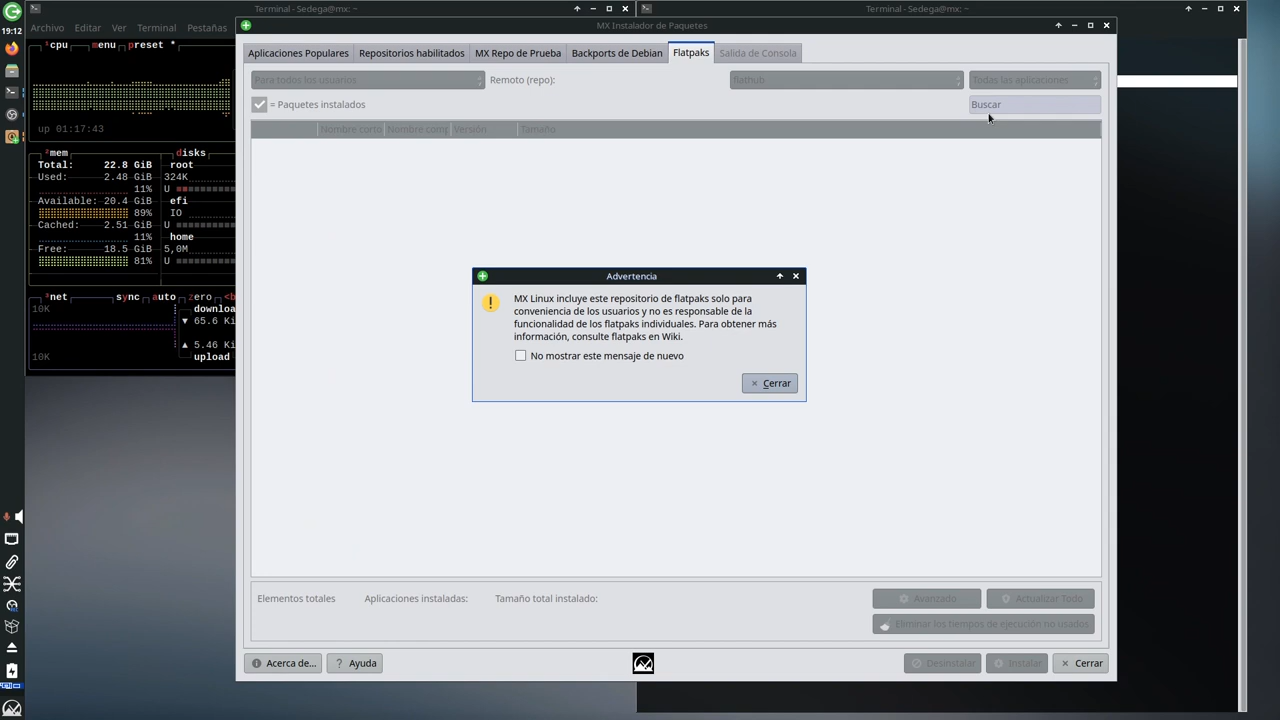 Terminal - Sedega@mx: ~
Terminal - Sedega@mx: ~
19:12
Archivo Editar Ver Terminal Pestañas
MX Instalador de Paquetes
Aplicaciones Populares Repositorios habilitados MX Repo de Prueba Backports de Debian Flatpaks Salida de Consola
Para todos los usuarios Remoto (repo): flathub Todas las aplicaciones
= Paquetes instalados Buscar
Nombre corto Nombre comp Versión Tamaño
¹cpu menu preset *
up 01:17:43
²mem disks
Total: 22.8 GiB root
Used: 2.48 GiB 324K
11% U
Available: 20.4 GiB efi
89% IO
Cached: 2.51 GiB U
11% home
Free: 18.5 GiB 5,0M
81% U
³net sync auto zero <b
10K downloa
▼ 65.6 Ki
▲ 5.46 Ki
10K upload
Advertencia
MX Linux incluye este repositorio de flatpaks solo para
conveniencia de los usuarios y no es responsable de la
funcionalidad de los flatpaks individuales. Para obtener más
información, consulte flatpaks en Wiki.
No mostrar este mensaje de nuevo
Cerrar
Elementos totales Aplicaciones instaladas: Tamaño total instalado: Avanzado Actualizar Todo
Eliminar los tiempos de ejecución no usados
Acerca de... Ayuda Desinstalar Instalar Cerrar